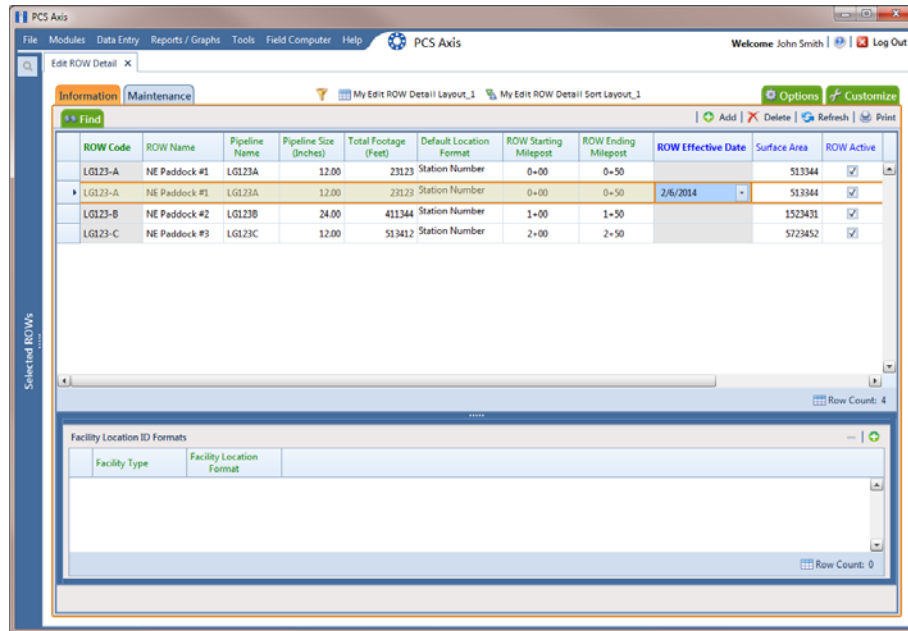 PCS Axis
File Modules Data Entry Reports / Graphs Tools Field Computer Help PCS Axis Welcome John Smith | | Log Out
Edit ROW Detail X
Information Maintenance My Edit ROW Detail Layout_1 My Edit ROW Detail Sort Layout_1 Options Customize
Find | Add | Delete | Refresh | Print
ROW Code ROW Name Pipeline Name Pipeline Size (Inches) Total Footage (Feet) Default Location Format ROW Starting Milepost ROW Ending Milepost ROW Effective Date Surface Area ROW Active
LG123-A NE Paddock #1 LG123A 12.00 23123 Station Number 0+00 0+50 513344
LG123-A NE Paddock #1 LG123A 12.00 23123 Station Number 0+00 0+50 2/6/2014 513344
LG123-B NE Paddock #2 LG123B 24.00 411344 Station Number 1+00 1+50 1523431
LG123-C NE Paddock #3 LG123C 12.00 513412 Station Number 2+00 2+50 5723452
Selected ROWs
Row Count: 4
Facility Location ID Formats
Facility Type Facility Location Format
Row Count: 0